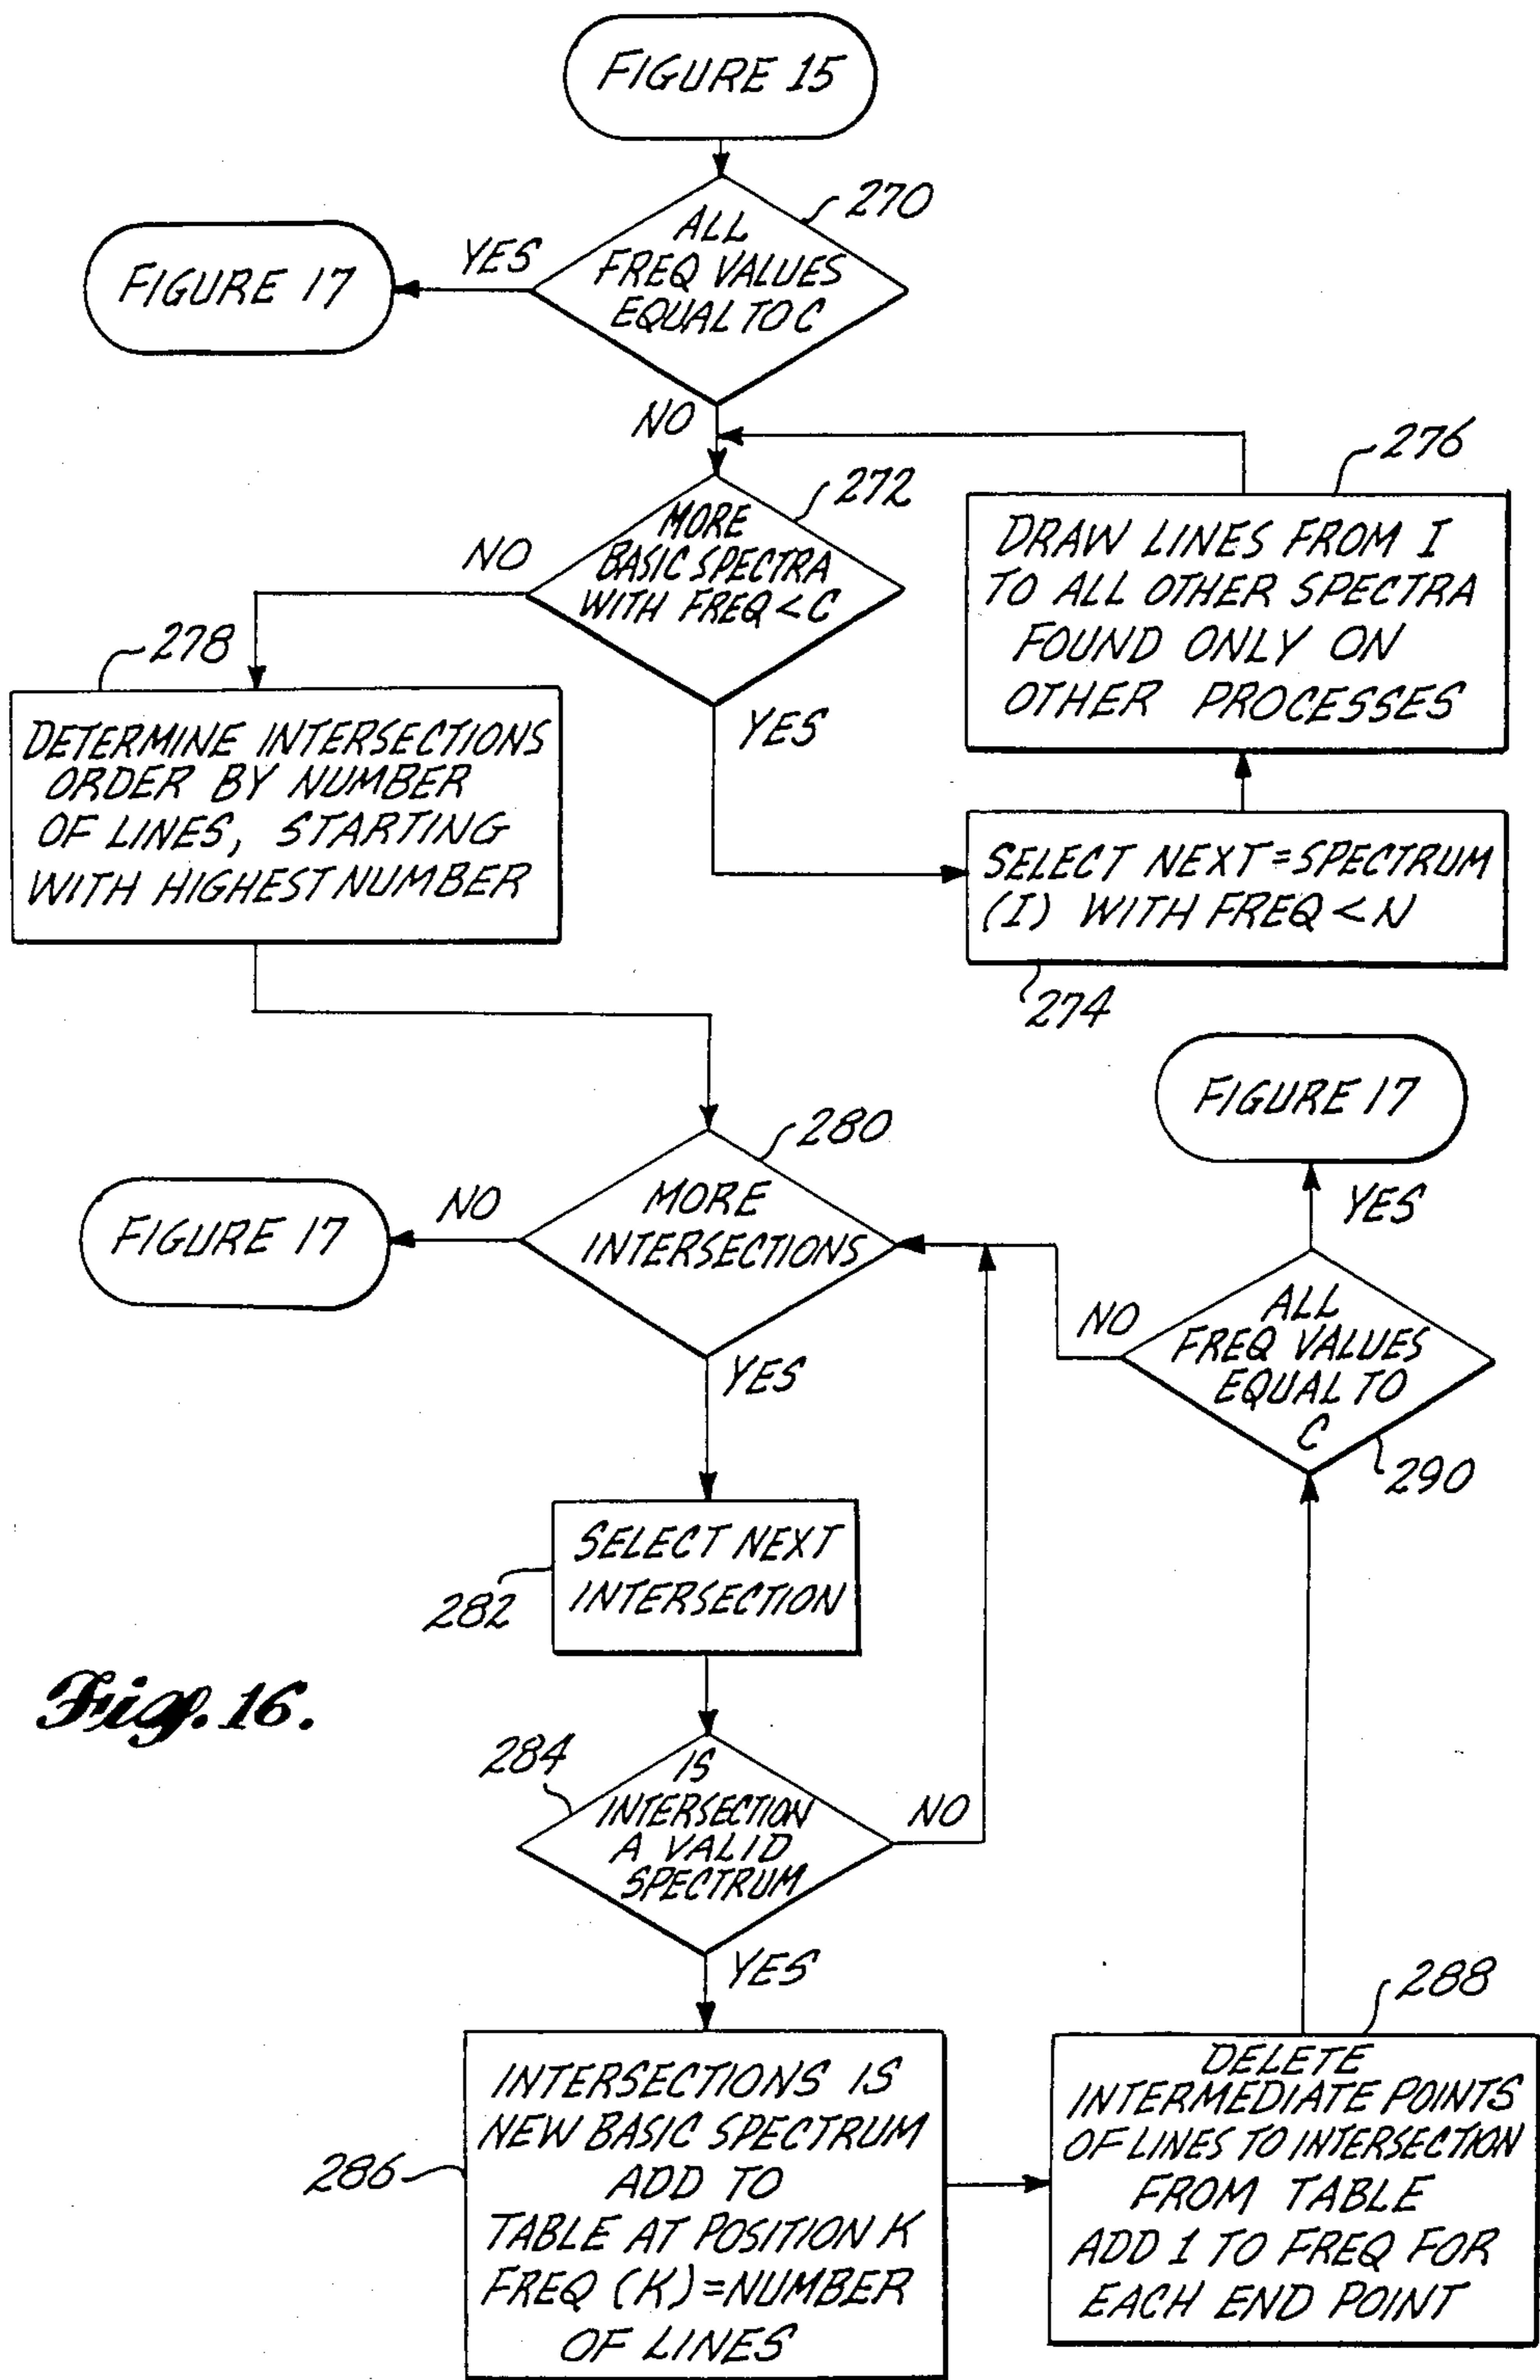 FIGURE 15
270
ALL
FREQ VALUES
EQUAL TO C
YES
FIGURE 17
NO
276
272
MORE
BASIC SPECTRA
WITH FREQ < C
NO
DRAW LINES FROM I
TO ALL OTHER SPECTRA
FOUND ONLY ON
OTHER PROCESSES
278
YES
DETERMINE INTERSECTIONS
ORDER BY NUMBER
OF LINES, STARTING
WITH HIGHEST NUMBER
SELECT NEXT = SPECTRUM
(I) WITH FREQ < N
274
FIGURE 17
280
MORE
INTERSECTIONS
NO
FIGURE 17
YES
ALL
FREQ VALUES
EQUAL TO
C
NO
YES
290
SELECT NEXT
INTERSECTION
282
Fig. 16.
284
IS
INTERSECTION
A VALID
SPECTRUM
NO
YES
288
INTERSECTIONS IS
NEW BASIC SPECTRUM
ADD TO
TABLE AT POSITION K
FREQ (K) = NUMBER
OF LINES
286
DELETE
INTERMEDIATE POINTS
OF LINES TO INTERSECTION
FROM TABLE
ADD 1 TO FREQ FOR
EACH END POINT